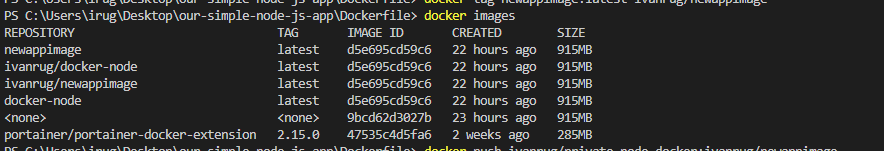 PS C:\Users\irug\Desktop\our-simple-node-js-app\Dockerfile> docker tag newappimage:latest ivanrug/newappimage
PS C:\Users\irug\Desktop\our-simple-node-js-app\Dockerfile> docker images
REPOSITORY TAG IMAGE ID CREATED SIZE
newappimage latest d5e695cd59c6 22 hours ago 915MB
ivanrug/docker-node latest d5e695cd59c6 22 hours ago 915MB
ivanrug/newappimage latest d5e695cd59c6 22 hours ago 915MB
docker-node latest d5e695cd59c6 22 hours ago 915MB
<none> <none> 9bcd62d3027b 23 hours ago 915MB
portainer/portainer-docker-extension 2.15.0 47535c4d5fa6 2 weeks ago 285MB
PS C:\Users\irug\Desktop\our-simple-node-js-app\Dockerfile> docker push ivanrug/private-node-docker:ivanrug/newappimage